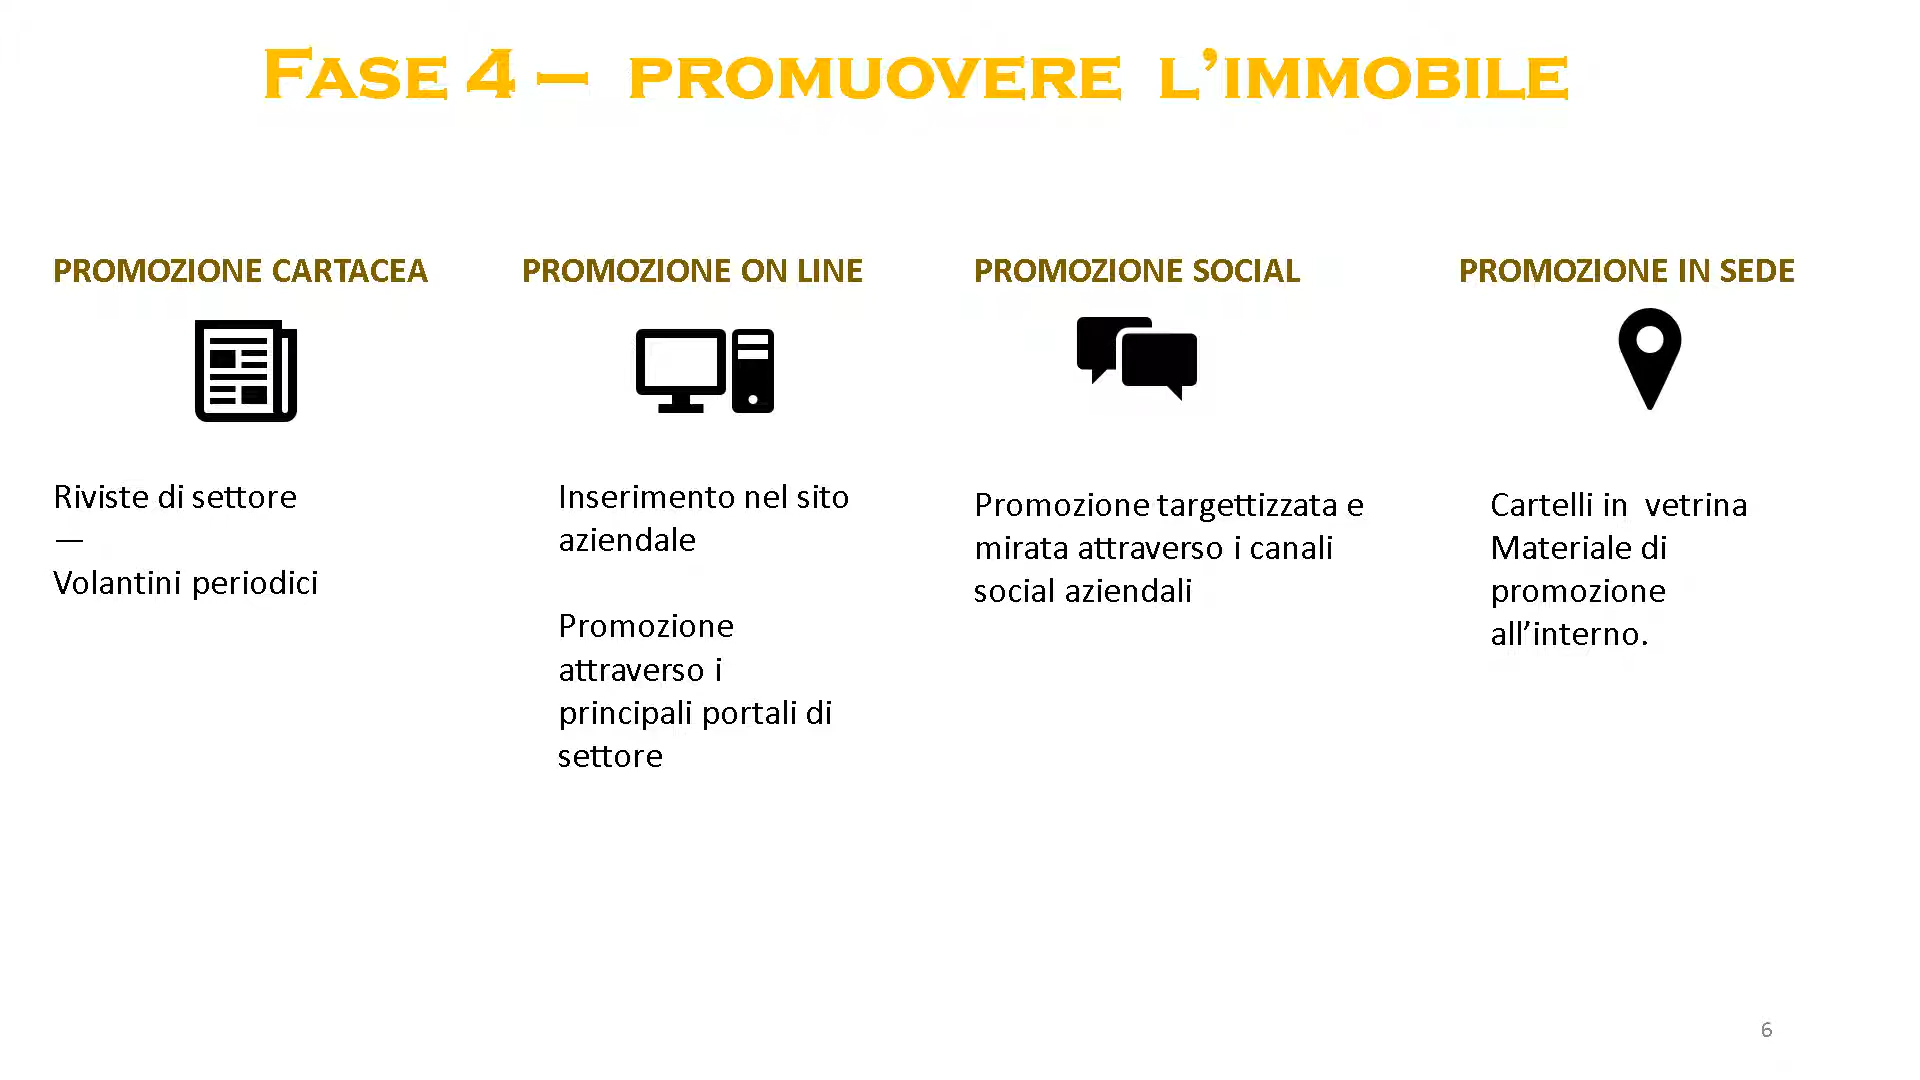 Fase 4 – promuovere l’immobile
PROMOZIONE CARTACEA
Riviste di settore
—
Volantini periodici
PROMOZIONE ON LINE
Inserimento nel sito
aziendale
Promozione
attraverso i
principali portali di
settore
PROMOZIONE SOCIAL
Promozione targettizzata e
mirata attraverso i canali
social aziendali
PROMOZIONE IN SEDE
Cartelli in vetrina
Materiale di
promozione
all’interno.
6